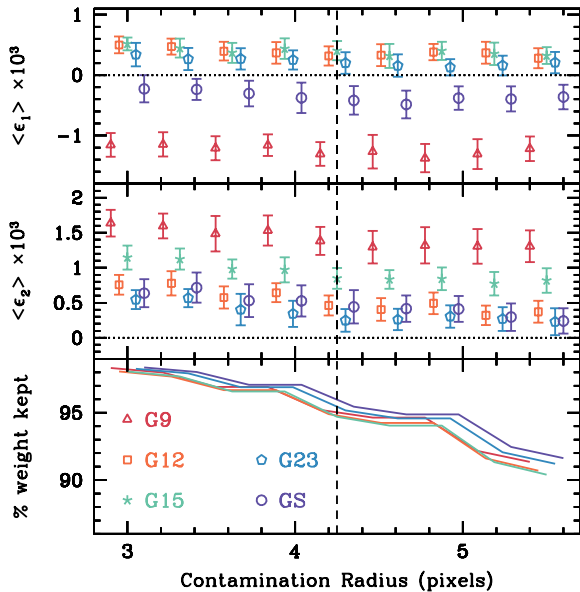 1
0
−1
<ϵ₁> ×10³
2
1.5
1
0.5
0
<ϵ₂> ×10³
95
90
% weight kept
G9
G12 G23
G15 GS
3 4 5
Contamination Radius (pixels)